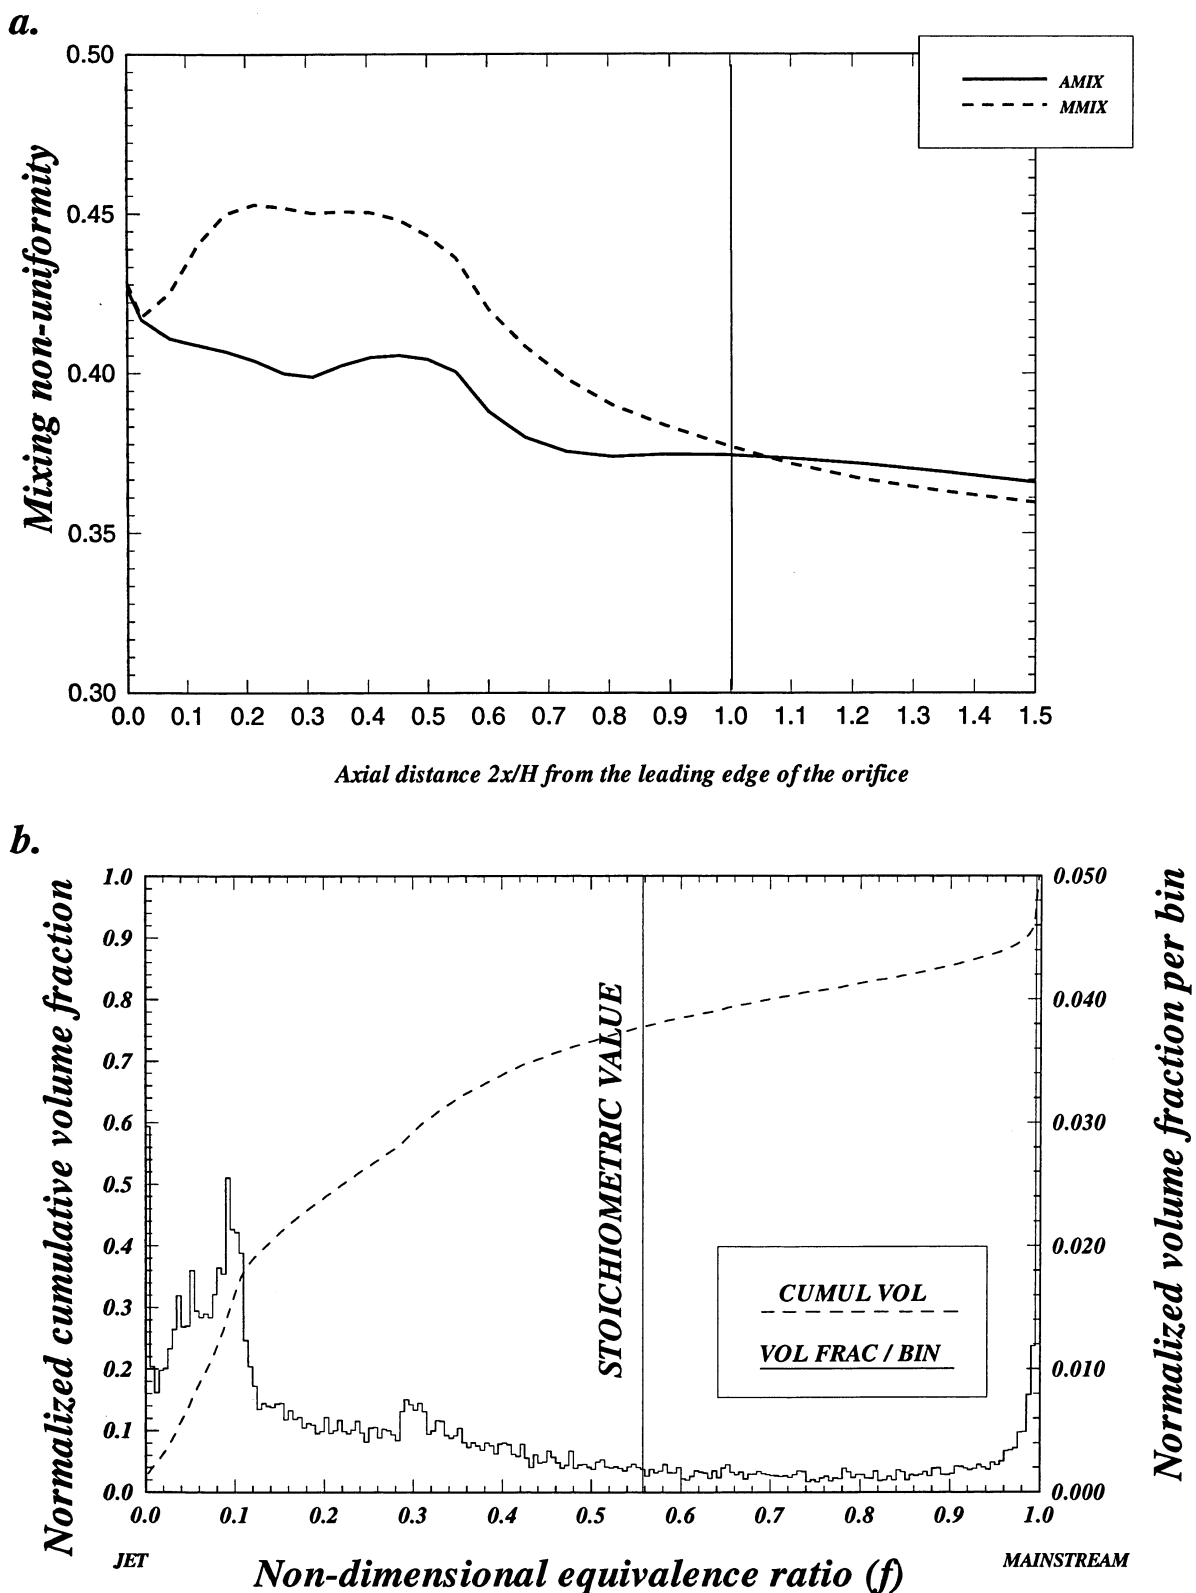 a.
0.50
0.45
0.40
0.35
0.30
Mixing non-uniformity
AMIX
MMIX
0.0 0.1 0.2 0.3 0.4 0.5 0.6 0.7 0.8 0.9 1.0 1.1 1.2 1.3 1.4 1.5
Axial distance 2x/H from the leading edge of the orifice
b.
Normalized cumulative volume fraction
1.0
0.9
0.8
0.7
0.6
0.5
0.4
0.3
0.2
0.1
0.0
STOICHIOMETRIC VALUE
CUMUL VOL
VOL FRAC / BIN
0.050
0.040
0.030
0.020
0.010
0.000
Normalized volume fraction per bin
0.0 0.1 0.2 0.3 0.4 0.5 0.6 0.7 0.8 0.9 1.0
JET
MAINSTREAM
Non-dimensional equivalence ratio (f)